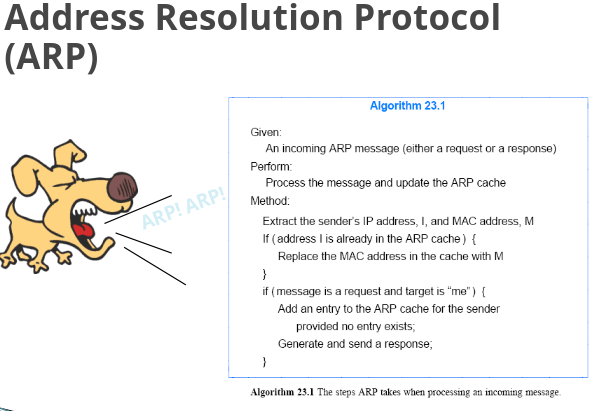 Address Resolution Protocol
(ARP)
ARP! ARP!
Algorithm 23.1
Given:
An incoming ARP message (either a request or a response)
Perform:
Process the message and update the ARP cache
Method:
Extract the sender's IP address, I, and MAC address, M
If ( address I is already in the ARP cache ) {
Replace the MAC address in the cache with M
}
if ( message is a request and target is "me" ) {
Add an entry to the ARP cache for the sender
provided no entry exists;
Generate and send a response;
}
Algorithm 23.1 The steps ARP takes when processing an incoming message.